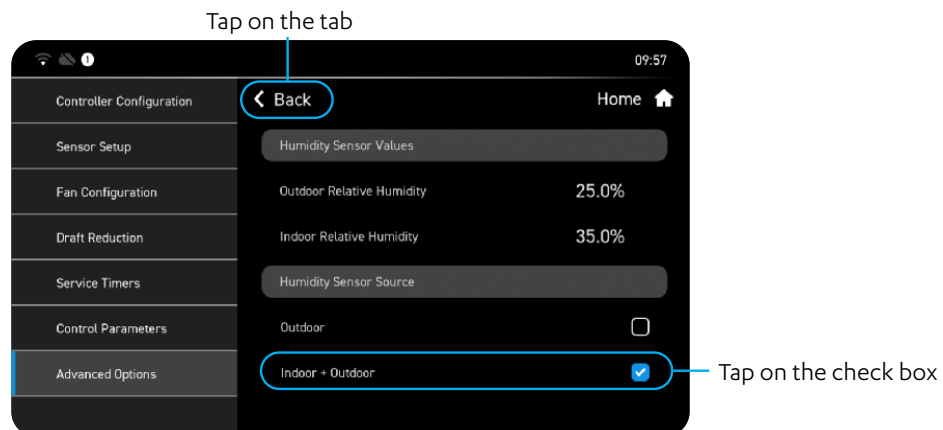 Tap on the tab
1
09:57
Controller Configuration
Back
Home
Sensor Setup
Humidity Sensor Values
Fan Configuration
Outdoor Relative Humidity
25.0%
Draft Reduction
Indoor Relative Humidity
35.0%
Service Timers
Humidity Sensor Source
Control Parameters
Outdoor
Advanced Options
Indoor + Outdoor
Tap on the check box